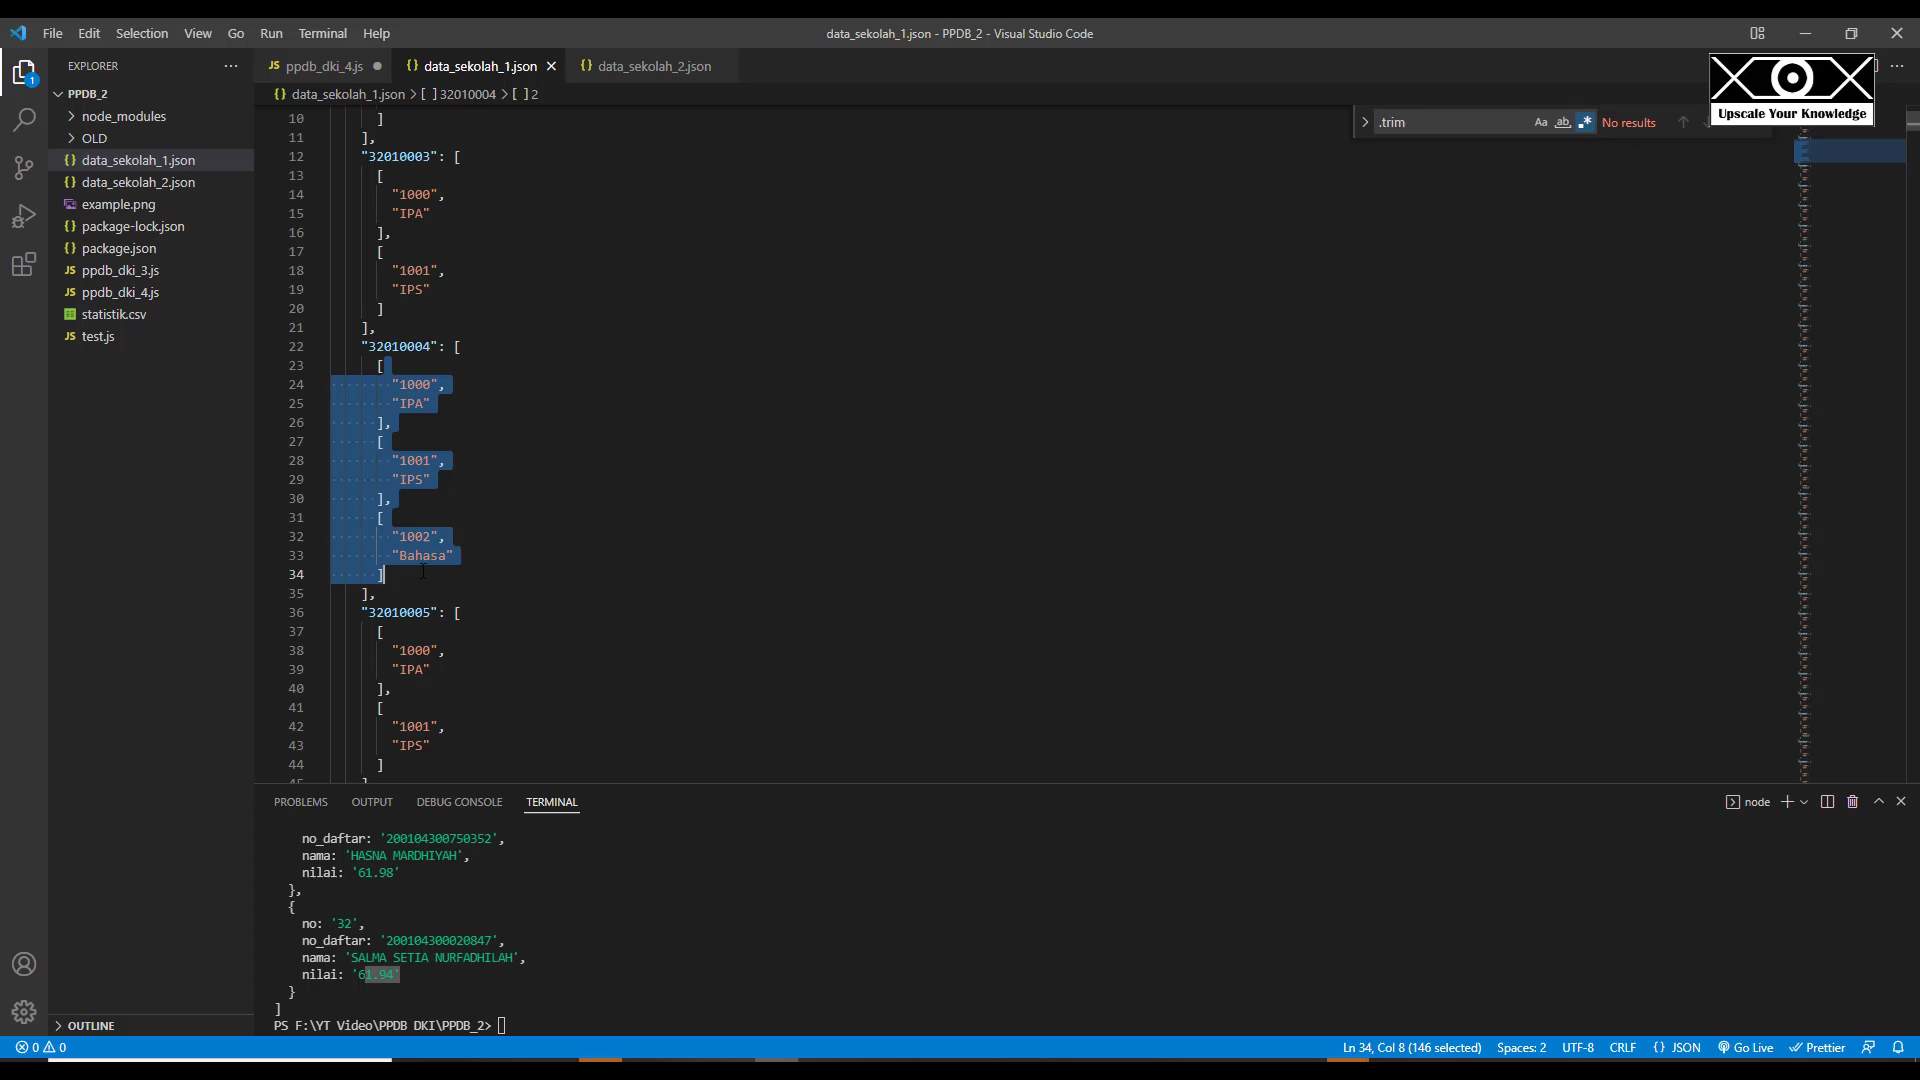 File Edit Selection View Go Run Terminal Help
data_sekolah_1.json - PPDB_2 - Visual Studio Code
EXPLORER
ppdb_dki_4.js
data_sekolah_1.json
data_sekolah_2.json
Upscale Your Knowledge
PPDB_2
data_sekolah_1.json > [ ] 32010004 > [ ] 2
.trim
No results
node_modules
OLD
data_sekolah_1.json
data_sekolah_2.json
example.png
package-lock.json
package.json
ppdb_dki_3.js
ppdb_dki_4.js
statistik.csv
test.js
10 ]
11 ],
12 "32010003": [
13 [
14 "1000",
15 "IPA"
16 ],
17 [
18 "1001",
19 "IPS"
20 ]
21 ],
22 "32010004": [
23 [
24 "1000",
25 "IPA"
26 ],
27 [
28 "1001",
29 "IPS"
30 ],
31 [
32 "1002",
33 "Bahasa"
34 ]
35 ],
36 "32010005": [
37 [
38 "1000",
39 "IPA"
40 ],
41 [
42 "1001",
43 "IPS"
44 ]
PROBLEMS OUTPUT DEBUG CONSOLE TERMINAL
node
no_daftar: '200104300750352',
nama: 'HASNA MARDHIYAH',
nilai: '61.98'
},
{
no: '32',
no_daftar: '200104300020847',
nama: 'SALMA SETIA NURFADHILAH',
nilai: '61.94'
}
]
PS F:\YT Video\PPDB DKI\PPDB_2>
OUTLINE
0 0
Ln 34, Col 8 (146 selected) Spaces: 2 UTF-8 CRLF { } JSON Go Live Prettier